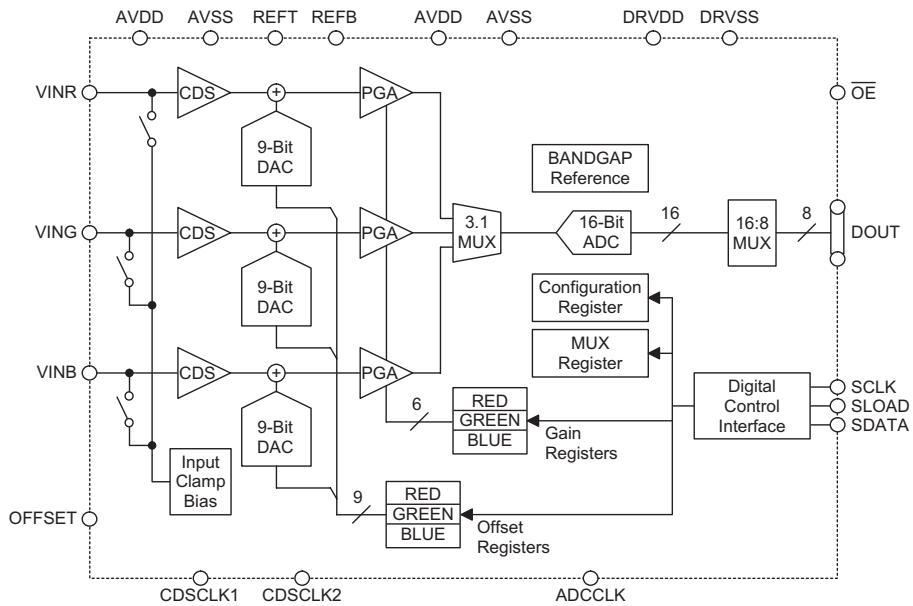 AVDD AVSS REFT REFB AVDD AVSS DRVDD DRVSS
VINR
CDS
+
PGA
OE
9-Bit
DAC
BANDGAP
Reference
VING
CDS
+
PGA
3.1
MUX
16-Bit
ADC
16
16:8
MUX
8
DOUT
9-Bit
DAC
Configuration
Register
MUX
Register
VINB
CDS
+
PGA
Digital
Control
Interface
SCLK
SLOAD
SDATA
9-Bit
DAC
6
RED
GREEN
BLUE
Gain
Registers
Input
Clamp
Bias
9
RED
GREEN
BLUE
Offset
Registers
OFFSET
CDSCLK1 CDSCLK2 ADCCLK